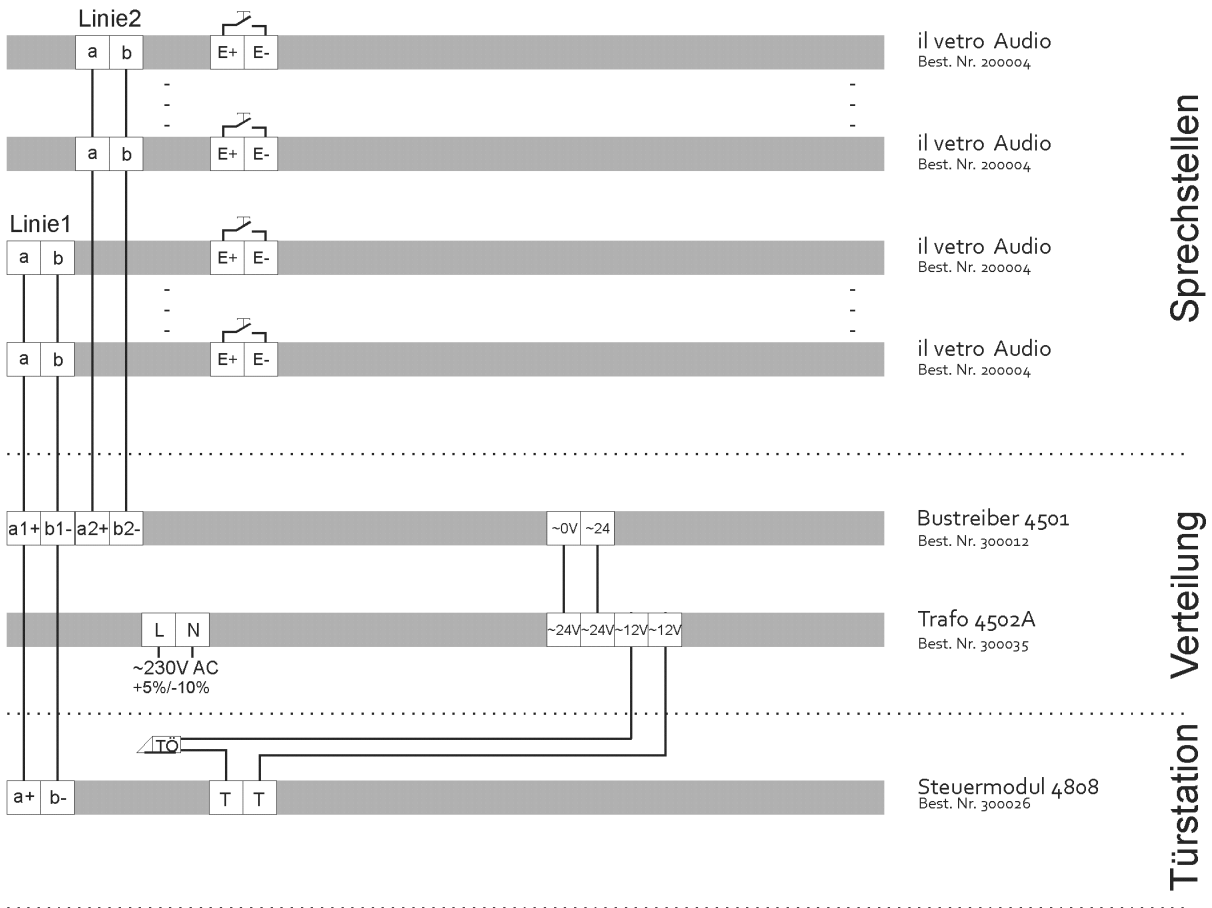 Linie2
a b E+ E- il vetro Audio
Best. Nr. 200004
a b E+ E- il vetro Audio
Best. Nr. 200004
Linie1
a b E+ E- il vetro Audio
Best. Nr. 200004
a b E+ E- il vetro Audio
Best. Nr. 200004
Sprechstellen
a1+ b1- a2+ b2- ~0V ~24 Bustreiber 4501
Best. Nr. 300012
L N ~24V ~24V ~12V ~12V Trafo 4502A
Best. Nr. 300035
~230V AC
+5%/-10%
Verteilung
TÖ
a+ b- T T Steuermodul 4808
Best. Nr. 300026
Türstation